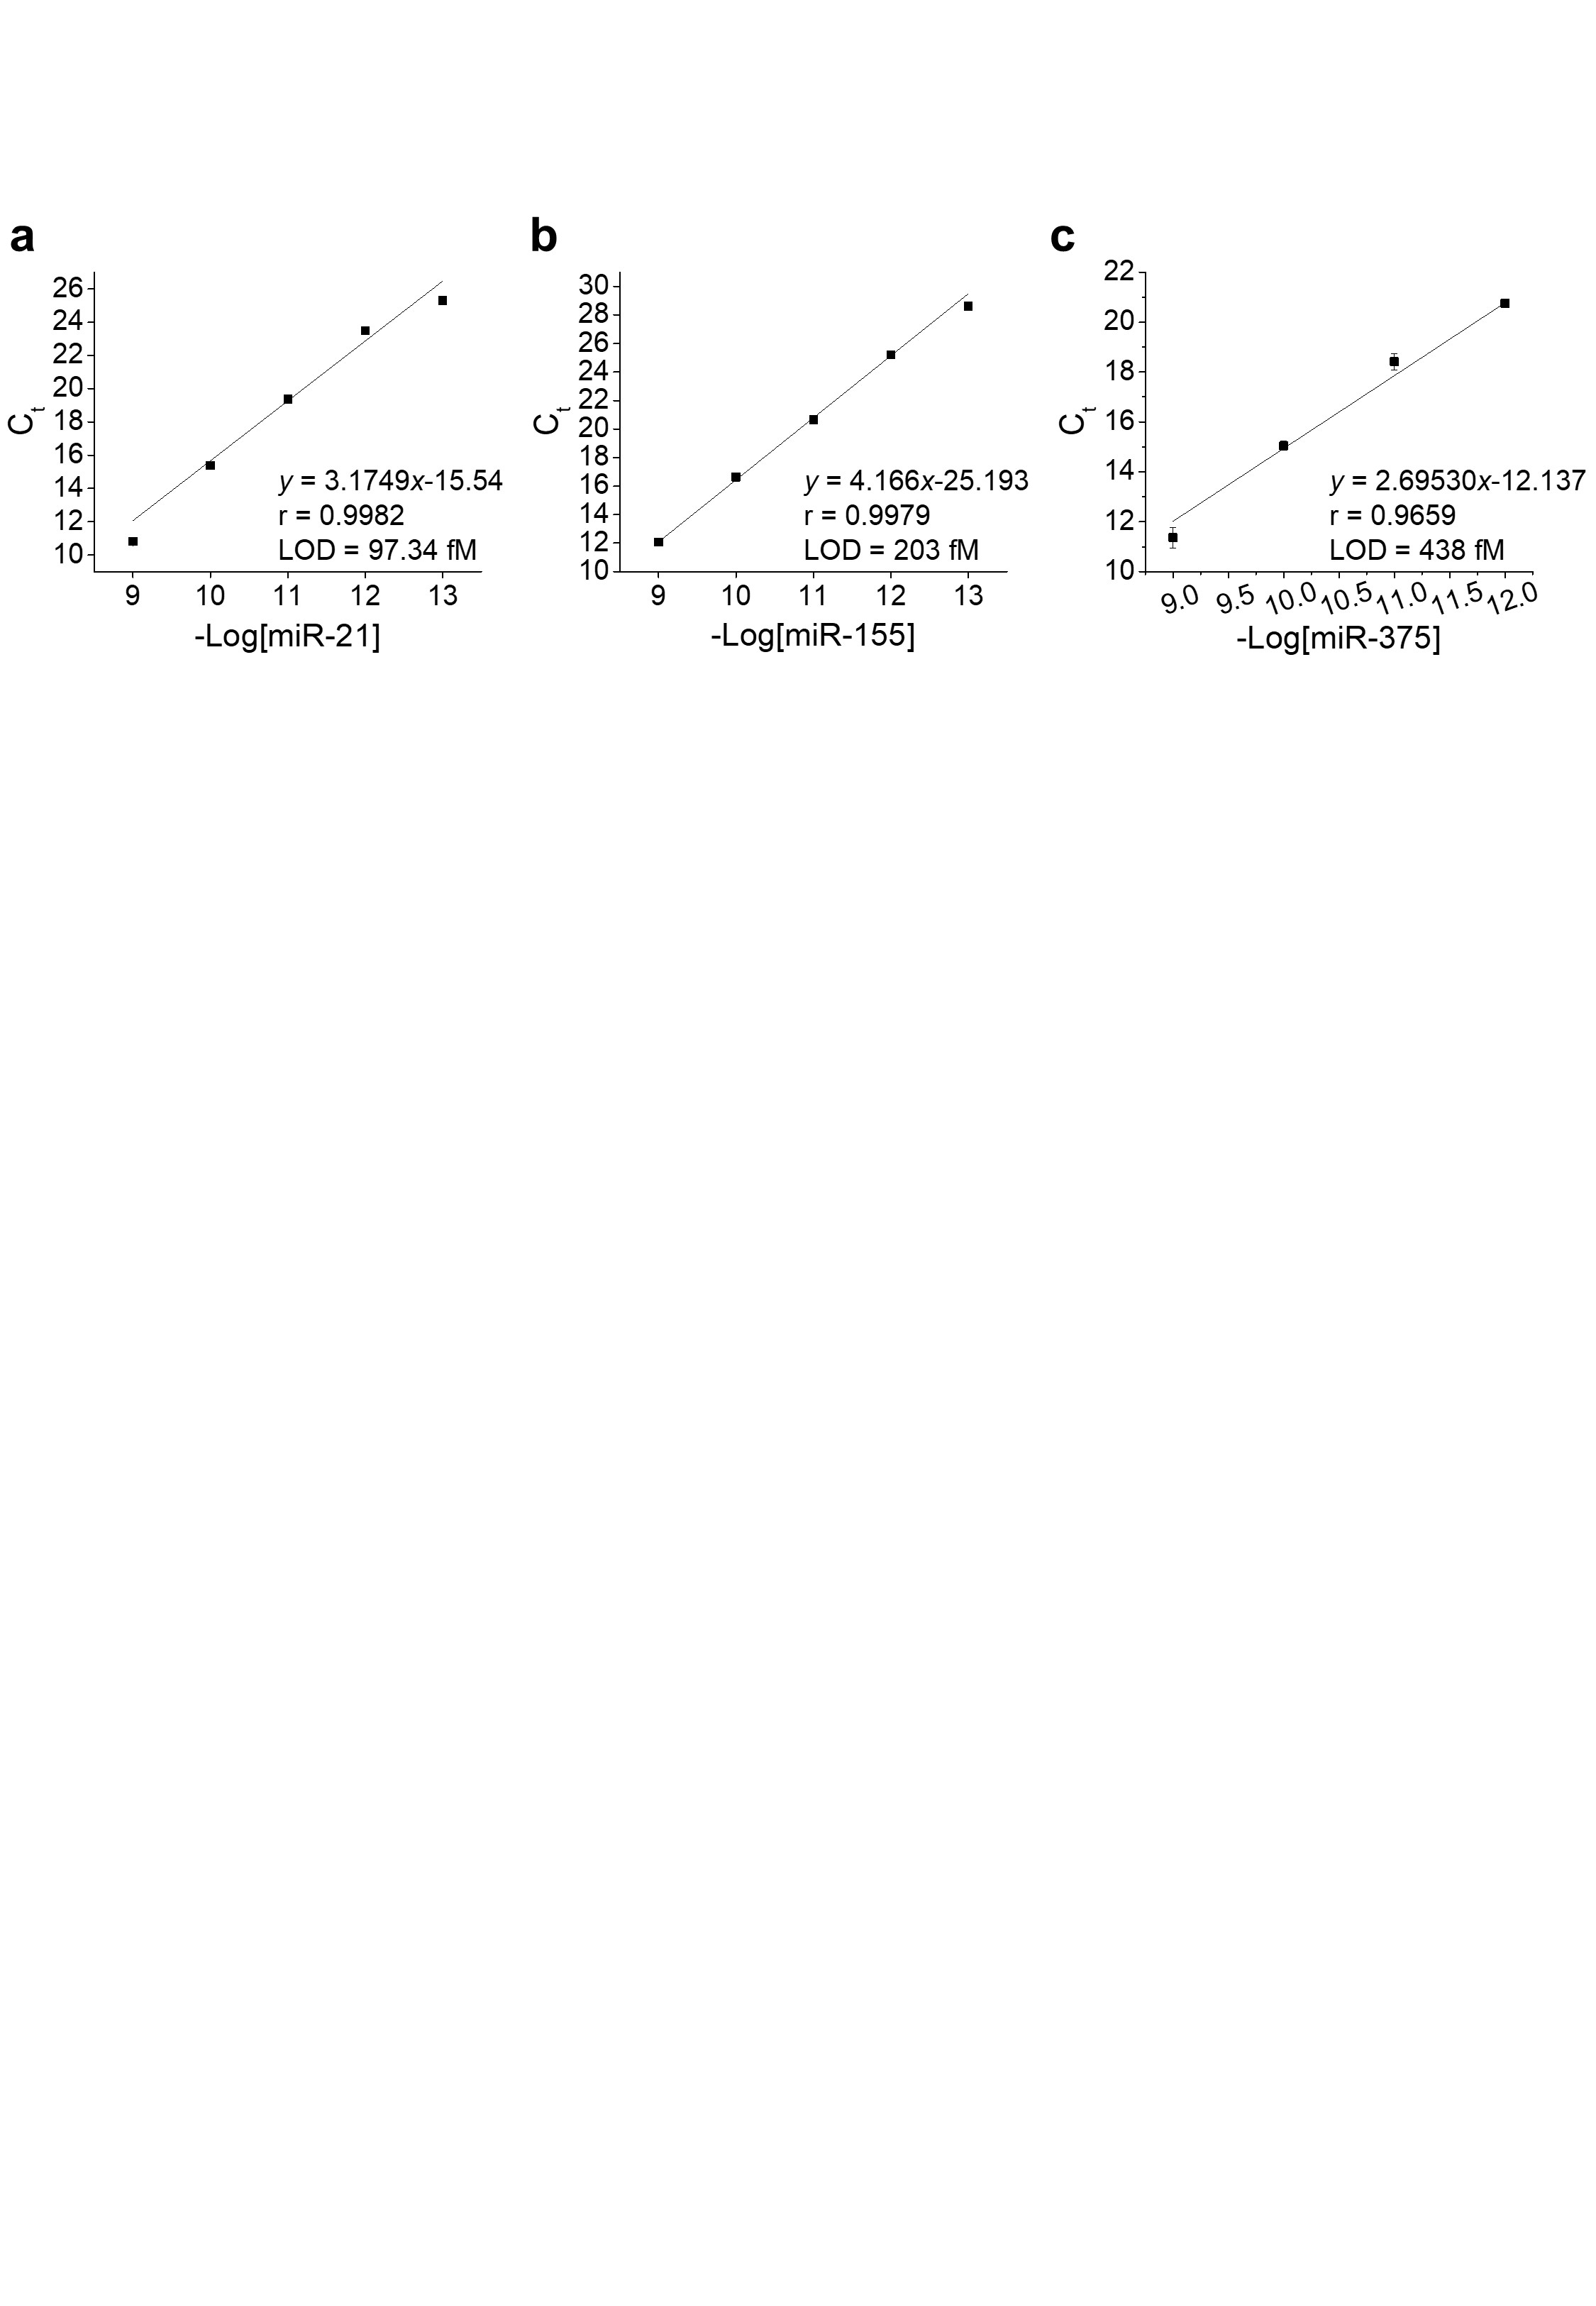 a
26
24
22
20
18
16
14
12
10
Ct
y = 3.1749x-15.54
r = 0.9982
LOD = 97.34 fM
9 10 11 12 13
-Log[miR-21]
b
30
28
26
24
22
20
18
16
14
12
10
Ct
y = 4.166x-25.193
r = 0.9979
LOD = 203 fM
9 10 11 12 13
-Log[miR-155]
c
22
20
18
16
14
12
10
Ct
y = 2.69530x-12.137
r = 0.9659
LOD = 438 fM
9.0 9.5 10.0 10.5 11.0 11.5 12.0
-Log[miR-375]